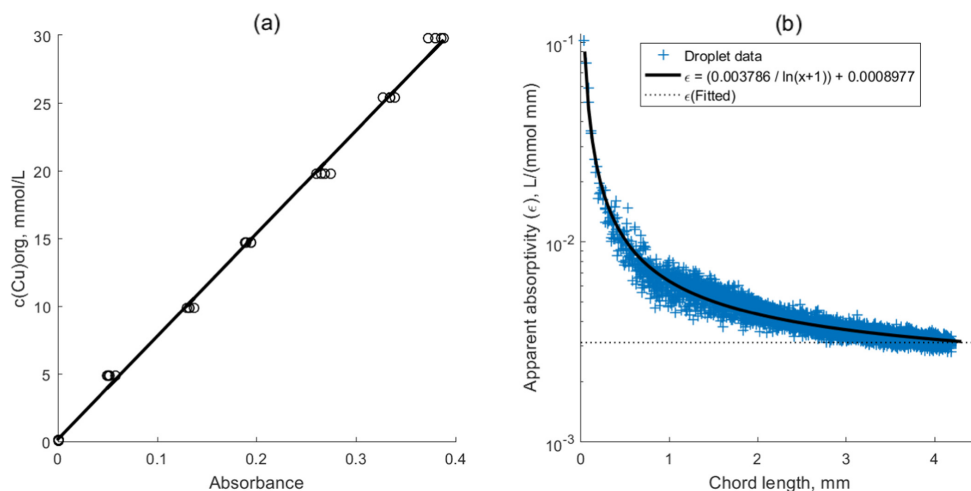 (a)
30
25
20
15
10
5
0
c(Cu)org, mmol/L
0
0.1
0.2
0.3
0.4
Absorbance
(b)
10⁻¹
10⁻²
10⁻³
Apparent absorptivity (ϵ), L/(mmol mm)
Droplet data
ϵ = (0.003786 / ln(x+1)) + 0.0008977
ϵ(Fitted)
0
1
2
3
4
Chord length, mm